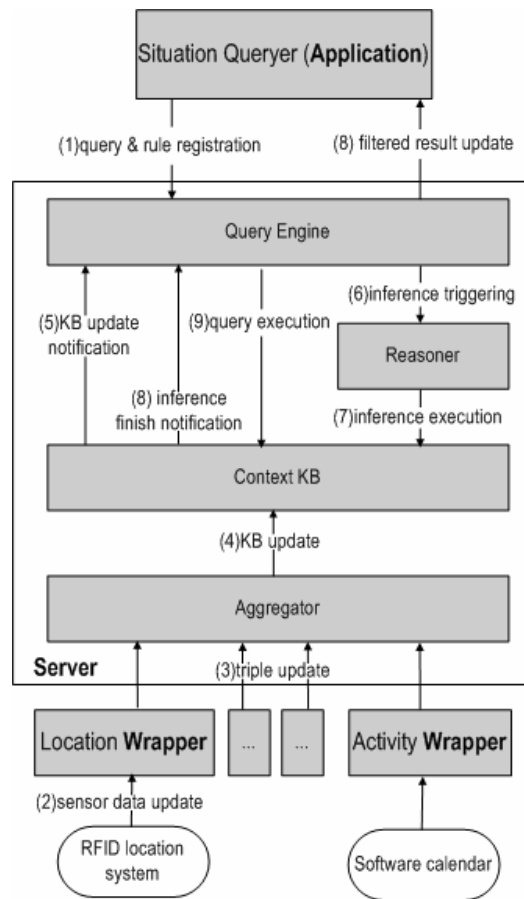 Situation Queryer (Application)
(1)query & rule registration
(8) filtered result update
Query Engine
(5)KB update
notification
(8) inference
finish notification
(9)query execution
(6)inference triggering
Reasoner
(7)inference execution
Context KB
(4)KB update
Aggregator
Server
(3)triple update
Location Wrapper
...
...
Activity Wrapper
(2)sensor data update
RFID location
system
Software calendar